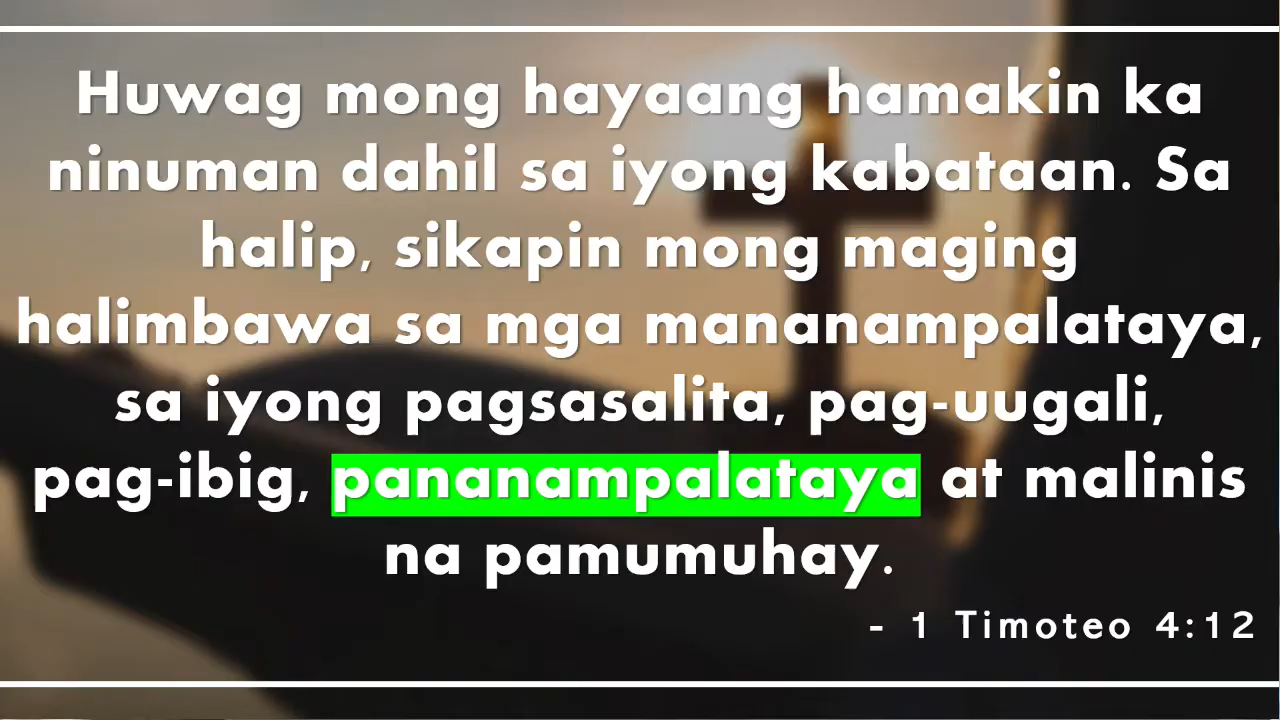 Huwag mong hayaang hamakin ka
ninuman dahil sa iyong kabataan. Sa
halip, sikapin mong maging
halimbawa sa mga mananampalataya,
sa iyong pagsasalita, pag-uugali,
pag-ibig, pananampalataya at malinis
na pamumuhay.
- 1 Timoteo 4:12